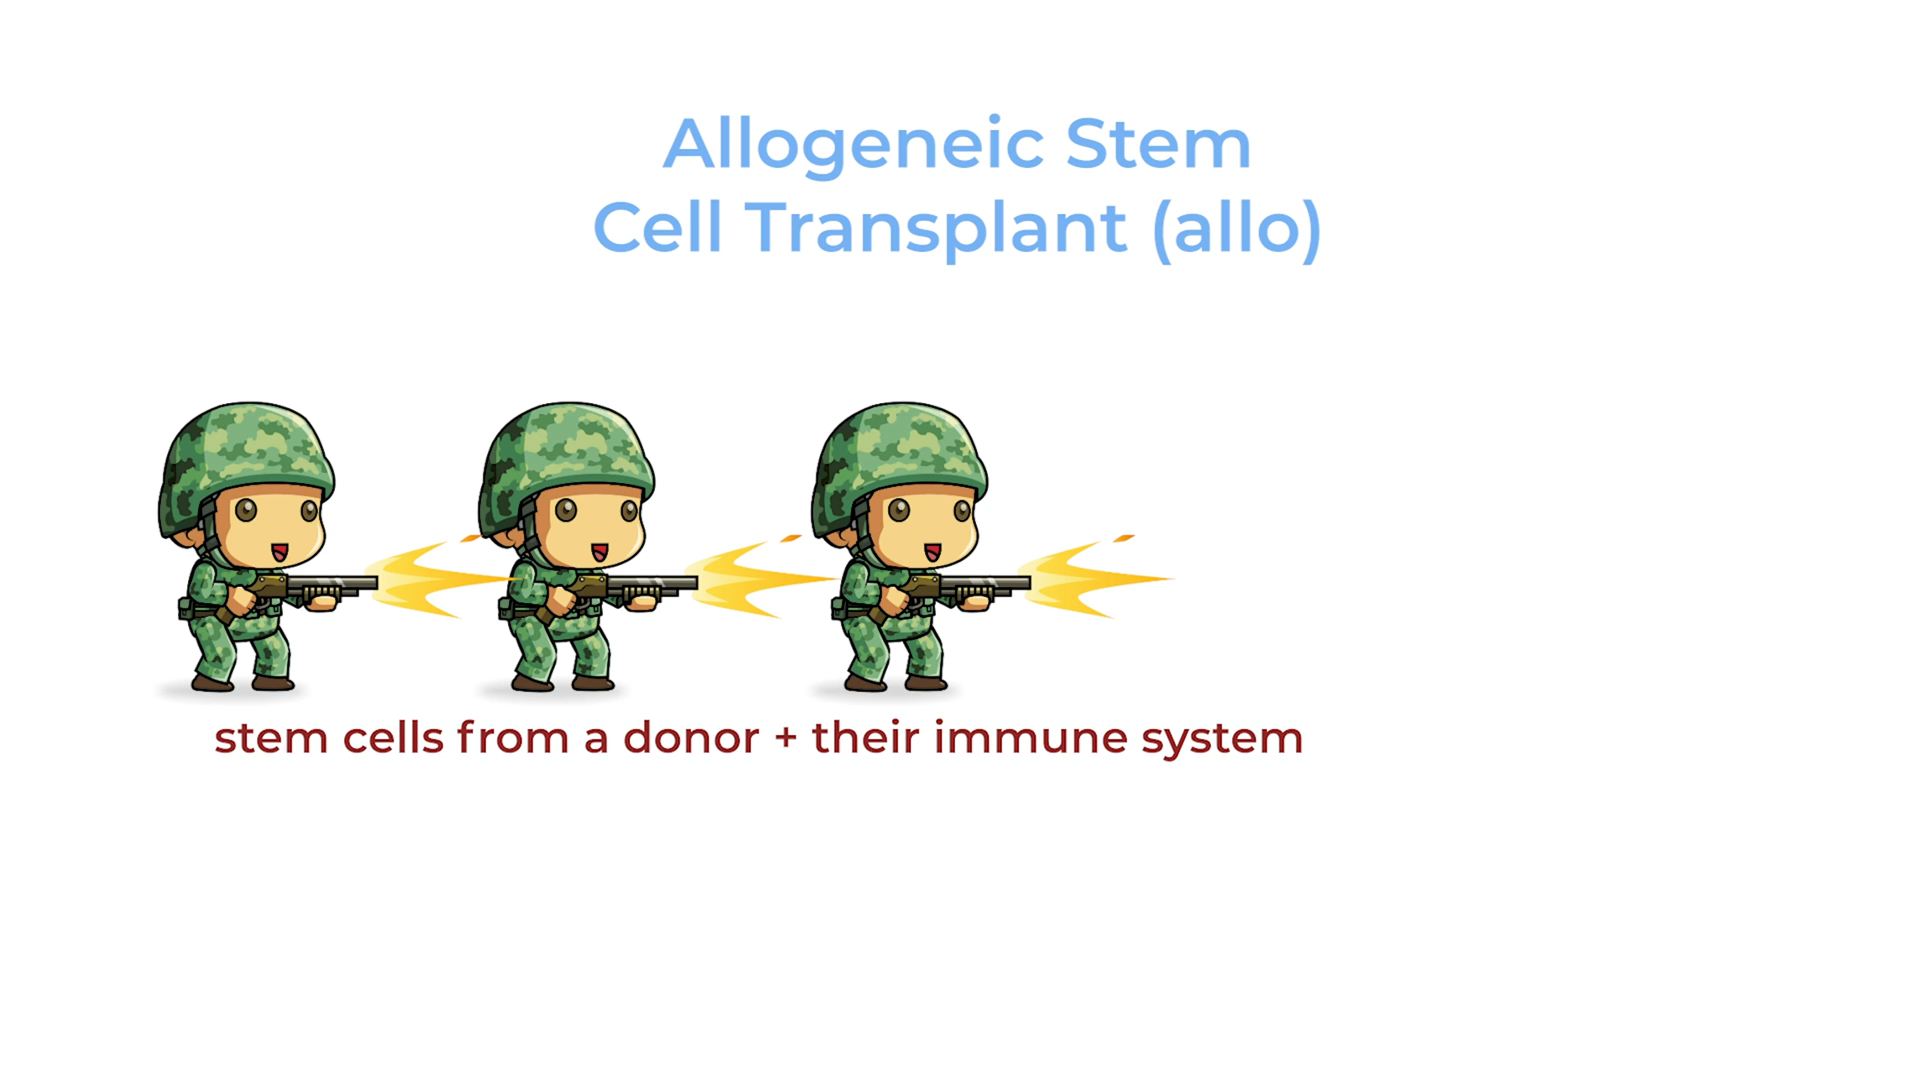 Allogeneic Stem
Cell Transplant (allo)
stem cells from a donor + their immune system